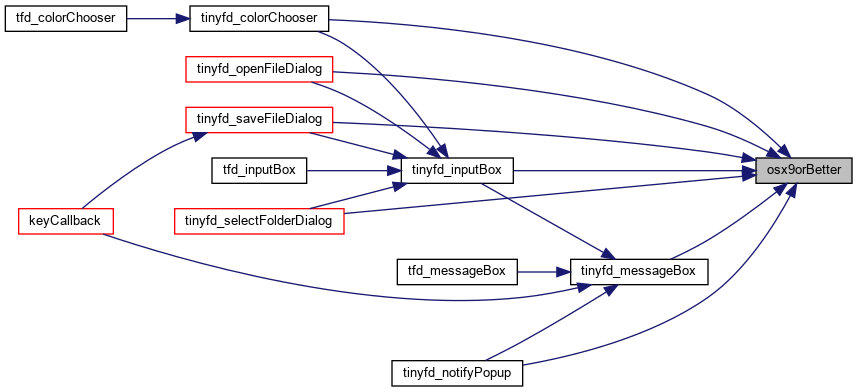 tfd_colorChooser
tinyfd_colorChooser
tinyfd_openFileDialog
tinyfd_saveFileDialog
tfd_inputBox
tinyfd_inputBox
osx9orBetter
keyCallback
tinyfd_selectFolderDialog
tfd_messageBox
tinyfd_messageBox
tinyfd_notifyPopup